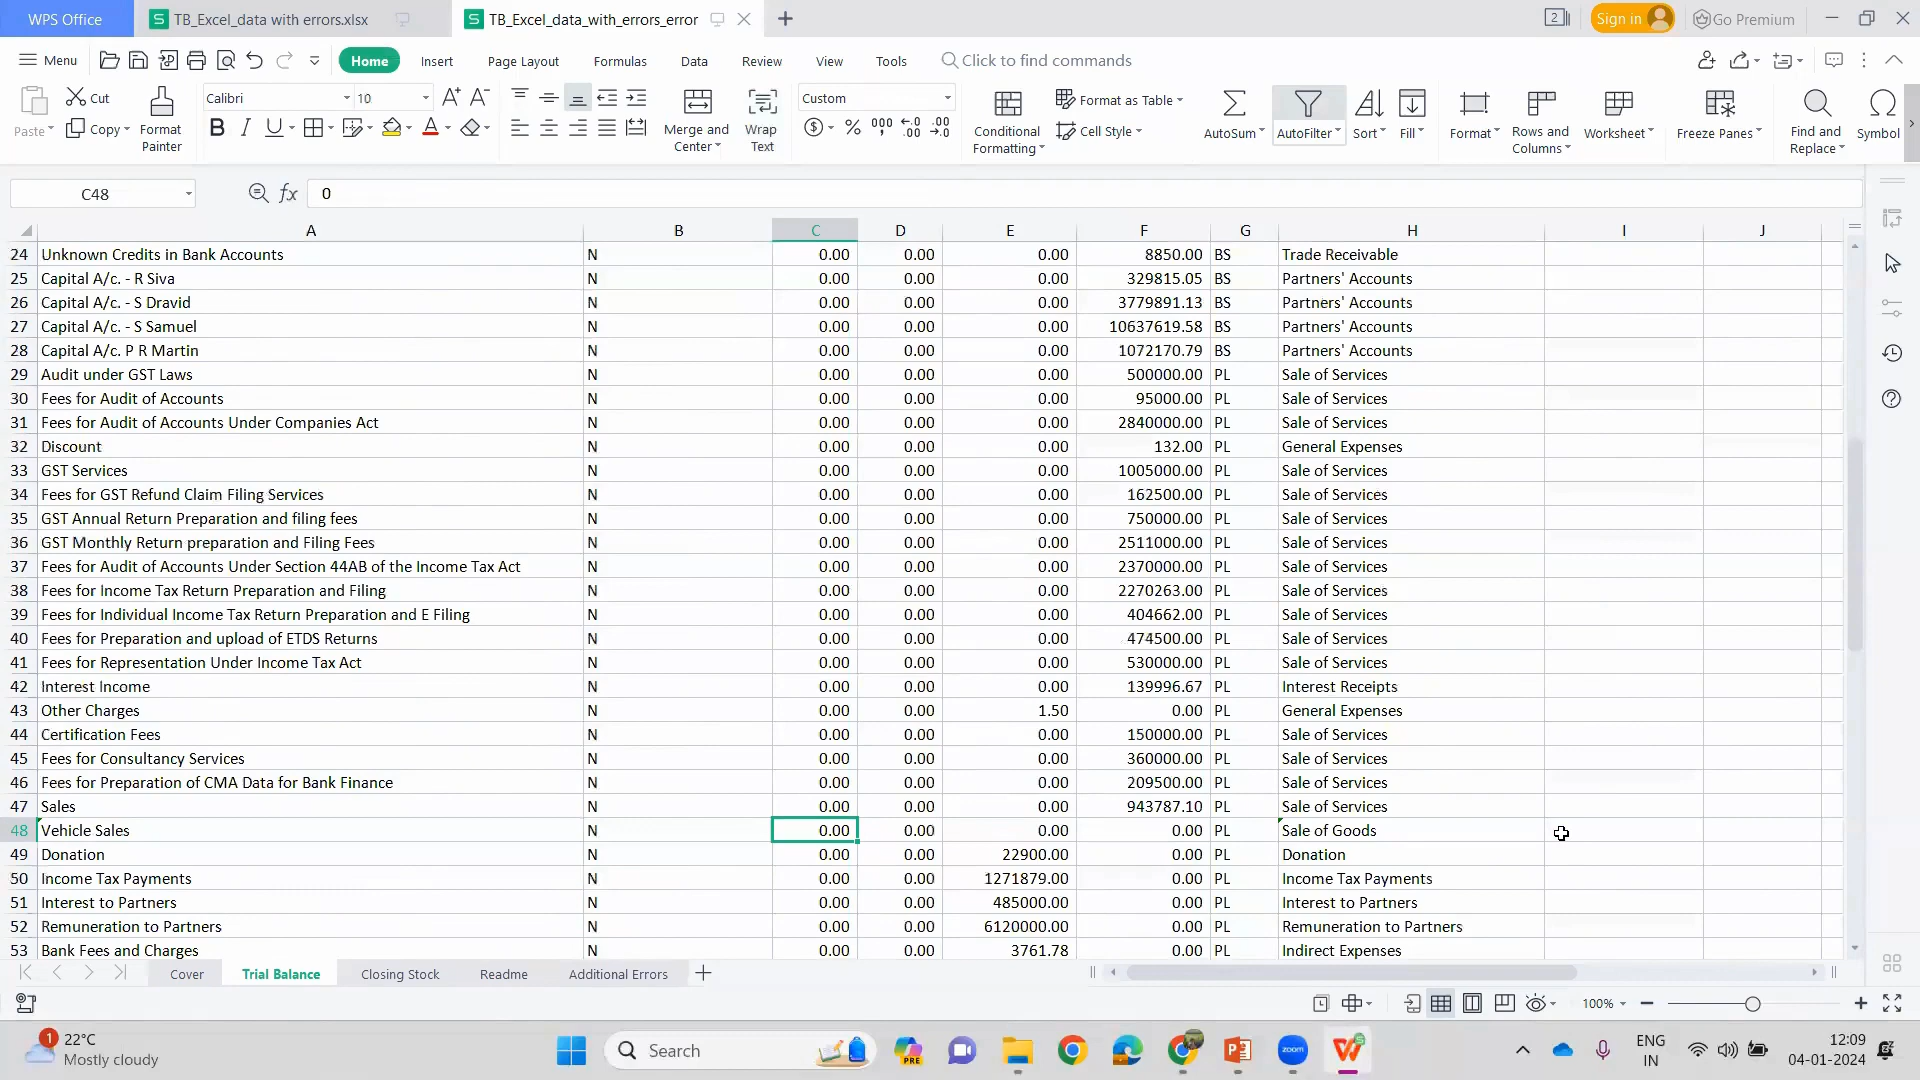 WPS Office TB_Excel_data with errors.xlsx TB_Excel_data_with_errors_error 2 Sign in Go Premium
Menu Home Insert Page Layout Formulas Data Review View Tools Click to find commands
Paste Cut Copy Format Painter Calibri 10 Merge and Center Wrap Text Custom Conditional Formatting Format as Table Cell Style AutoSum AutoFilter Sort Fill Format Rows and Columns Worksheet Freeze Panes Find and Replace Symbol
C48 fx 0
A B C D E F G H I J
24 Unknown Credits in Bank Accounts N 0.00 0.00 0.00 8850.00 BS Trade Receivable
25 Capital A/c. - R Siva N 0.00 0.00 0.00 329815.05 BS Partners' Accounts
26 Capital A/c. - S Dravid N 0.00 0.00 0.00 3779891.13 BS Partners' Accounts
27 Capital A/c. - S Samuel N 0.00 0.00 0.00 10637619.58 BS Partners' Accounts
28 Capital A/c. P R Martin N 0.00 0.00 0.00 1072170.79 BS Partners' Accounts
29 Audit under GST Laws N 0.00 0.00 0.00 500000.00 PL Sale of Services
30 Fees for Audit of Accounts N 0.00 0.00 0.00 95000.00 PL Sale of Services
31 Fees for Audit of Accounts Under Companies Act N 0.00 0.00 0.00 2840000.00 PL Sale of Services
32 Discount N 0.00 0.00 0.00 132.00 PL General Expenses
33 GST Services N 0.00 0.00 0.00 1005000.00 PL Sale of Services
34 Fees for GST Refund Claim Filing Services N 0.00 0.00 0.00 162500.00 PL Sale of Services
35 GST Annual Return Preparation and filing fees N 0.00 0.00 0.00 750000.00 PL Sale of Services
36 GST Monthly Return preparation and Filing Fees N 0.00 0.00 0.00 2511000.00 PL Sale of Services
37 Fees for Audit of Accounts Under Section 44AB of the Income Tax Act N 0.00 0.00 0.00 2370000.00 PL Sale of Services
38 Fees for Income Tax Return Preparation and Filing N 0.00 0.00 0.00 2270263.00 PL Sale of Services
39 Fees for Individual Income Tax Return Preparation and E Filing N 0.00 0.00 0.00 404662.00 PL Sale of Services
40 Fees for Preparation and upload of ETDS Returns N 0.00 0.00 0.00 474500.00 PL Sale of Services
41 Fees for Representation Under Income Tax Act N 0.00 0.00 0.00 530000.00 PL Sale of Services
42 Interest Income N 0.00 0.00 0.00 139996.67 PL Interest Receipts
43 Other Charges N 0.00 0.00 1.50 0.00 PL General Expenses
44 Certification Fees N 0.00 0.00 0.00 150000.00 PL Sale of Services
45 Fees for Consultancy Services N 0.00 0.00 0.00 360000.00 PL Sale of Services
46 Fees for Preparation of CMA Data for Bank Finance N 0.00 0.00 0.00 209500.00 PL Sale of Services
47 Sales N 0.00 0.00 0.00 943787.10 PL Sale of Services
48 Vehicle Sales N 0.00 0.00 0.00 0.00 PL Sale of Goods
49 Donation N 0.00 0.00 22900.00 0.00 PL Donation
50 Income Tax Payments N 0.00 0.00 1271879.00 0.00 PL Income Tax Payments
51 Interest to Partners N 0.00 0.00 485000.00 0.00 PL Interest to Partners
52 Remuneration to Partners N 0.00 0.00 6120000.00 0.00 PL Remuneration to Partners
53 Bank Fees and Charges N 0.00 0.00 3761.78 0.00 PL Indirect Expenses
Cover Trial Balance Closing Stock Readme Additional Errors
100%
1 22°C Mostly cloudy Search PRE zoom ENG IN 12:09 04-01-2024